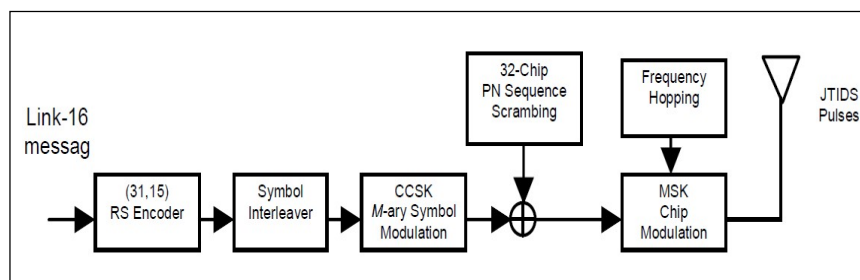 32-Chip
PN Sequence
Scrambing
Frequency
Hopping
JTIDS
Pulses
Link-16
messag
(31,15)
RS Encoder
Symbol
Interleaver
CCSK
M-ary Symbol
Modulation
MSK
Chip
Modulation